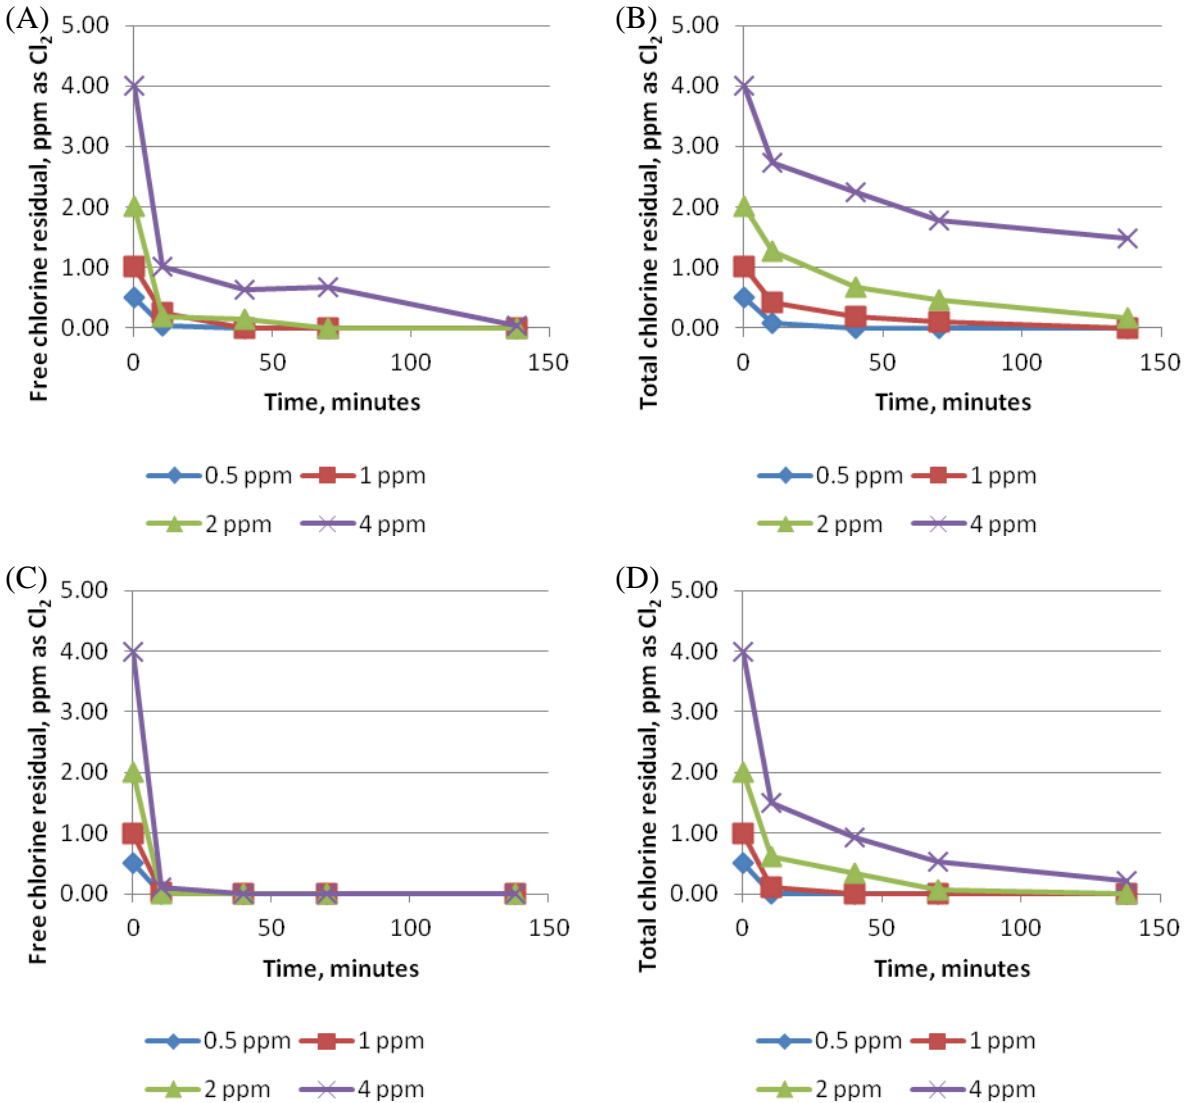 (A)
Free chlorine residual, ppm as Cl₂
5.00
4.00
3.00
2.00
1.00
0.00
0 50 100 150
Time, minutes
0.5 ppm 1 ppm
2 ppm 4 ppm
(B)
Total chlorine residual, ppm as Cl₂
5.00
4.00
3.00
2.00
1.00
0.00
0 50 100 150
Time, minutes
0.5 ppm 1 ppm
2 ppm 4 ppm
(C)
Free chlorine residual, ppm as Cl₂
5.00
4.00
3.00
2.00
1.00
0.00
0 50 100 150
Time, minutes
0.5 ppm 1 ppm
2 ppm 4 ppm
(D)
Total chlorine residual, ppm as Cl₂
5.00
4.00
3.00
2.00
1.00
0.00
0 50 100 150
Time, minutes
0.5 ppm 1 ppm
2 ppm 4 ppm